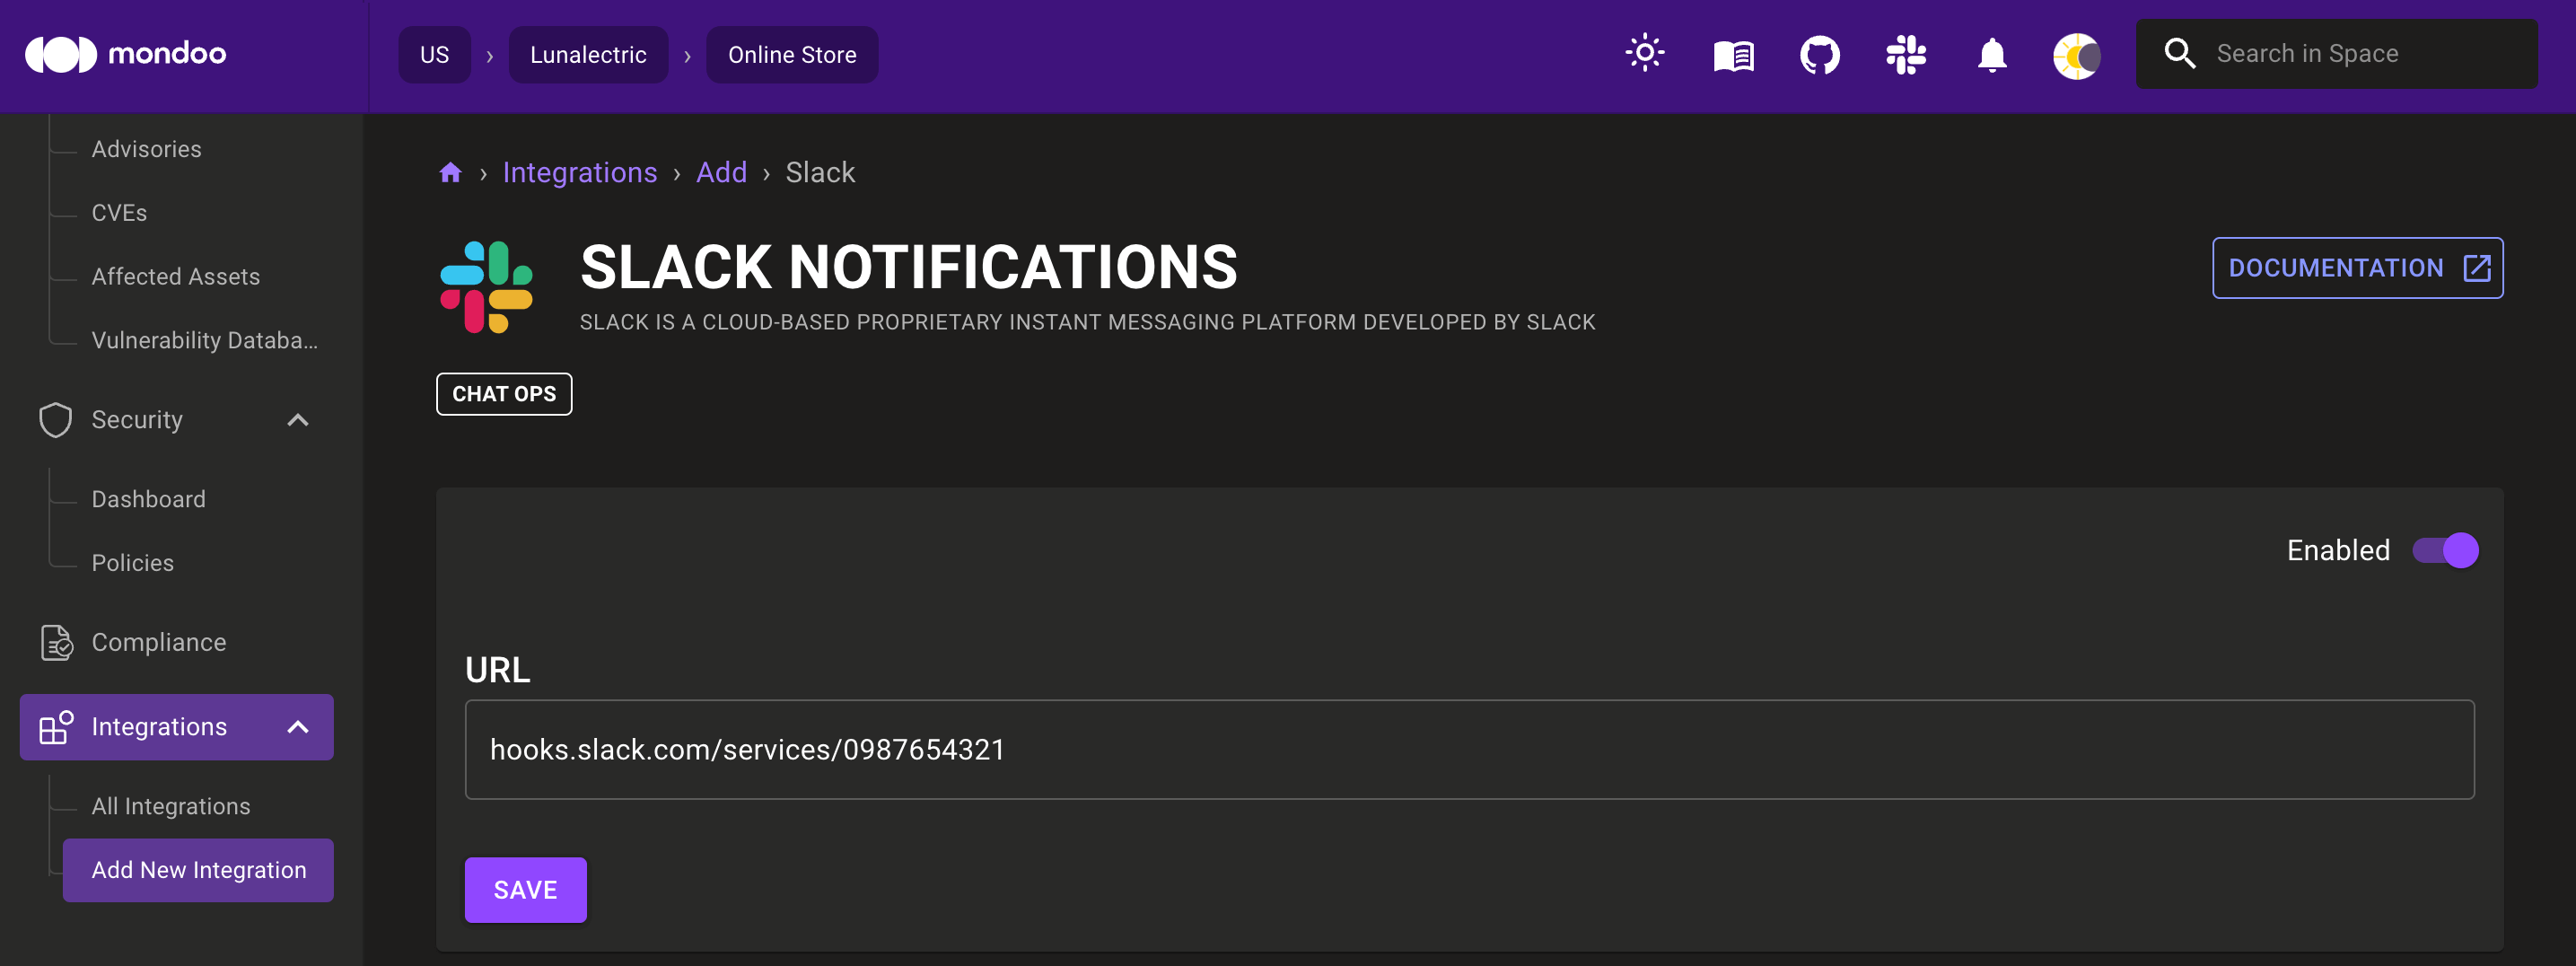 mondoo
US › Lunalectric › Online Store
Search in Space
Advisories
CVEs
Affected Assets
Vulnerability Databa...
Security
Dashboard
Policies
Compliance
Integrations
All Integrations
Add New Integration
› Integrations › Add › Slack
SLACK NOTIFICATIONS
SLACK IS A CLOUD-BASED PROPRIETARY INSTANT MESSAGING PLATFORM DEVELOPED BY SLACK
DOCUMENTATION
CHAT OPS
Enabled
URL
hooks.slack.com/services/0987654321
SAVE